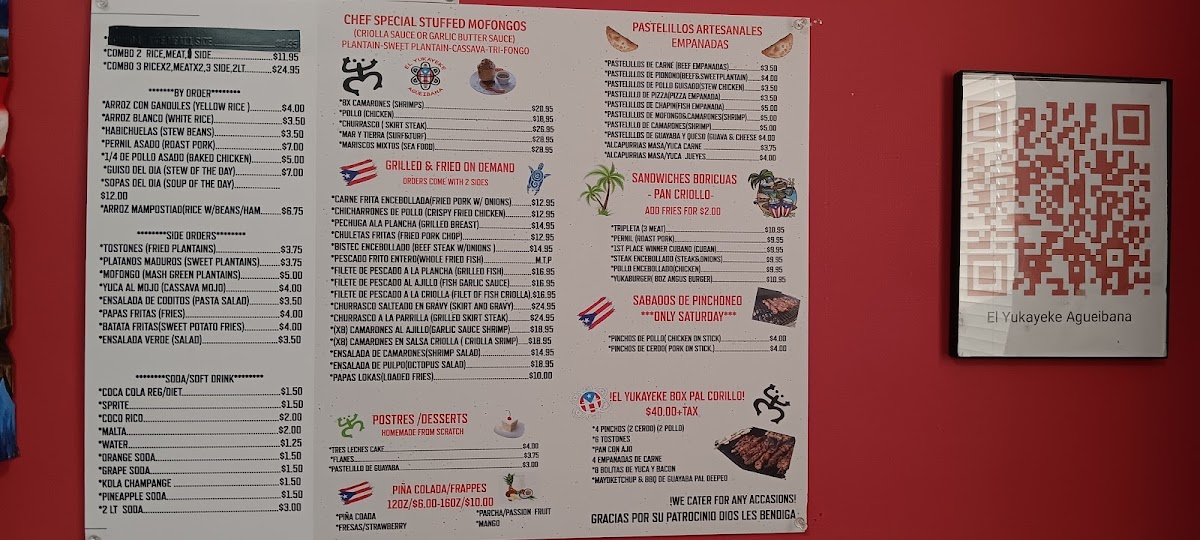 *COMBO 2 RICE,MEAT, SIDE.........$11.95
*COMBO 3 RICEX2,MEATX2,3 SIDE,2LT..........$24.95
********BY ORDER********
*ARROZ CON GANDULES (YELLOW RICE )............$4.00
*ARROZ BLANCO (WHITE RICE)............$3.50
*HABICHUELAS (STEW BEANS)............$3.50
*PERNIL ASADO (ROAST PORK)............$7.00
*1/4 DE POLLO ASADO (BAKED CHICKEN)............$5.00
*GUISO DEL DIA (STEW OF THE DAY)............$7.00
*SOPAS DEL DIA (SOUP OF THE DAY)............
$12.00
*ARROZ MAMPOSTIAO(RICE W/BEANS/HAM........$6.75
********SIDE ORDERS********
*TOSTONES (FRIED PLANTAINS)............$3.75
*PLATANOS MADUROS (SWEET PLANTAINS)............$3.75
*MOFONGO (MASH GREEN PLANTAINS)............$5.00
*YUCA AL MOJO (CASSAVA MOJO)............$4.00
*ENSALADA DE CODITOS (PASTA SALAD)............$3.50
*PAPAS FRITAS (FRIES)............$4.00
*BATATA FRITAS(SWEET POTATO FRIES)............$4.00
*ENSALADA VERDE (SALAD)............$3.50
********SODA/SOFT DRINK********
*COCA COLA REG/DIET............$1.50
*SPRITE............$1.50
*COCO RICO............$2.00
*MALTA............$2.00
*WATER............$1.25
*ORANGE SODA............$1.50
*GRAPE SODA............$1.50
*KOLA CHAMPANGE ............$1.50
*PINEAPPLE SODA............$1.50
*2 LT SODA............$3.00
CHEF SPECIAL STUFFED MOFONGOS
(CRIOLLA SAUCE OR GARLIC BUTTER SAUCE)
PLANTAIN-SWEET PLANTAIN-CASSAVA-TRI-FONGO
EL YUKAYEKE
AGUEIBANA
*8X CAMARONES (SHRIMPS)............$20.95
*POLLO (CHICKEN)............$18.95
*CHURRASCO ( SKIRT STEAK)............$26.95
*MAR Y TIERRA (SURF&TURF)............$28.95
*MARISCOS MIXTOS (SEA FOOD)............$28.95
GRILLED & FRIED ON DEMAND
ORDERS COME WITH 2 SIDES
*CARNE FRITA ENCEBOLLADA(FRIED PORK W/ ONIONS)............$12.95
*CHICHARRONES DE POLLO (CRISPY FRIED CHICKEN)............$12.95
*PECHUGA ALA PLANCHA (GRILLED BREAST)............$14.95
*CHULETAS FRITAS (FRIED PORK CHOP)............$12.95
*BISTEC ENCEBOLLADO (BEEF STEAK W/ONIONS )............$14.95
*PESCADO FRITO ENTERO(WHOLE FRIED FISH)............M.T.P
*FILETE DE PESCADO A LA PLANCHA (GRILLED FISH)............$16.95
*FILETE DE PESCADO AL AJILLO (FISH GARLIC SAUCE)............$16.95
*FILETE DE PESCADO A LA CRIOLLA (FILET OF FISH CRIOLLA).$16.95
*CHURRASCO SALTEADO EN GRAVY (SKIRT AND GRAVY)............$24.95
*CHURRASCO A LA PARRILLA (GRILLED SKIRT STEAK)............$24.95
*(X8) CAMARONES AL AJILLO(GARLIC SAUCE SHRIMP)............$18.95
*(X8) CAMARONES EN SALSA CRIOLLA ( CRIOLLA SRIMP)....$18.95
*ENSALADA DE CAMARONES(SHRIMP SALAD)............$14.95
*ENSALADA DE PULPO(OCTOPUS SALAD)............$18.95
*PAPAS LOKAS(LOADED FRIES)............$10.00
POSTRES /DESSERTS
HOMEMADE FROM SCRATCH
*TRES LECHES CAKE............$4.00
*FLANES............$3.75
*PASTELILLO DE GUAYABA............$3.00
PIÑA COLADA/FRAPPES
12OZ/$6.00-16OZ/$10.00
*PIÑA COADA
*FRESAS/STRAWBERRY
*PARCHA/PASSION FRUIT
*MANGO
PASTELILLOS ARTESANALES
EMPANADAS
*PASTELILLOS DE CARNE (BEEF EMPANADAS)............$3.50
*PASTELILLOS DE PIONONO(BEEF&SWEETPLANTAIN)......$4.00
*PASTELILLOS DE POLLO GUISADO(STEW CHICKEN)............$3.50
*PASTELILLO DE PIZZA(PIZZA EMPANADA)............$3.50
*PASTELILLOS DE CHAPIN(FISH EMPANADA)............$5.00
*PASTELILLOS DE MOFONGO&CAMARONES(SHRIMP)......$5.00
*PASTELILLO DE CAMARONES(SHRIMP)............$5.00
*PASTELILLOS DE GUAYABA Y QUESO (GUAVA & CHEESE $4.00
*ALCAPURRIAS MASA/YUCA CARNE ............$3.75
*ALCAPURRIAS MASA/YUCA JUEYES............$4.00
SANDWICHES BORICUAS
- PAN CRIOLLO-
ADD FRIES FOR $2.00
*TRIPLETA (3 MEAT)............$10.95
*PERNIL (ROAST PORK)............$9.95
*1ST PLACE WINNER CUBANO (CUBAN)............$9.95
*STEAK ENCEBOLLADO (STEAK&ONIONS)............$9.95
*POLLO ENCEBOLLADO(CHICKEN)............$9.95
*YUKABURGER( 8OZ ANGUS BURGER)............$10.95
SABADOS DE PINCHONEO
***ONLY SATURDAY***
*PINCHOS DE POLLO( CHICKEN ON STICK)............$4.00
*PINCHOS DE CERDO( PORK ON STICK.)............$4.00
!EL YUKAYEKE BOX PAL CORILLO!
$40.00+TAX
*4 PINCHOS (2 CERDO) (2 POLLO)
*6 TOSTONES
*PAN CON AJO
4 EMPANADAS DE CARNE
*8 BOLITAS DE YUCA Y BACON
*MAYOKETCHUP & BBQ DE GUAYABA PAL DEEPEO
!WE CATER FOR ANY ACCASIONS!
GRACIAS POR SU PATROCINIO DIOS LES BENDIGA
El Yukayeke Agueibana